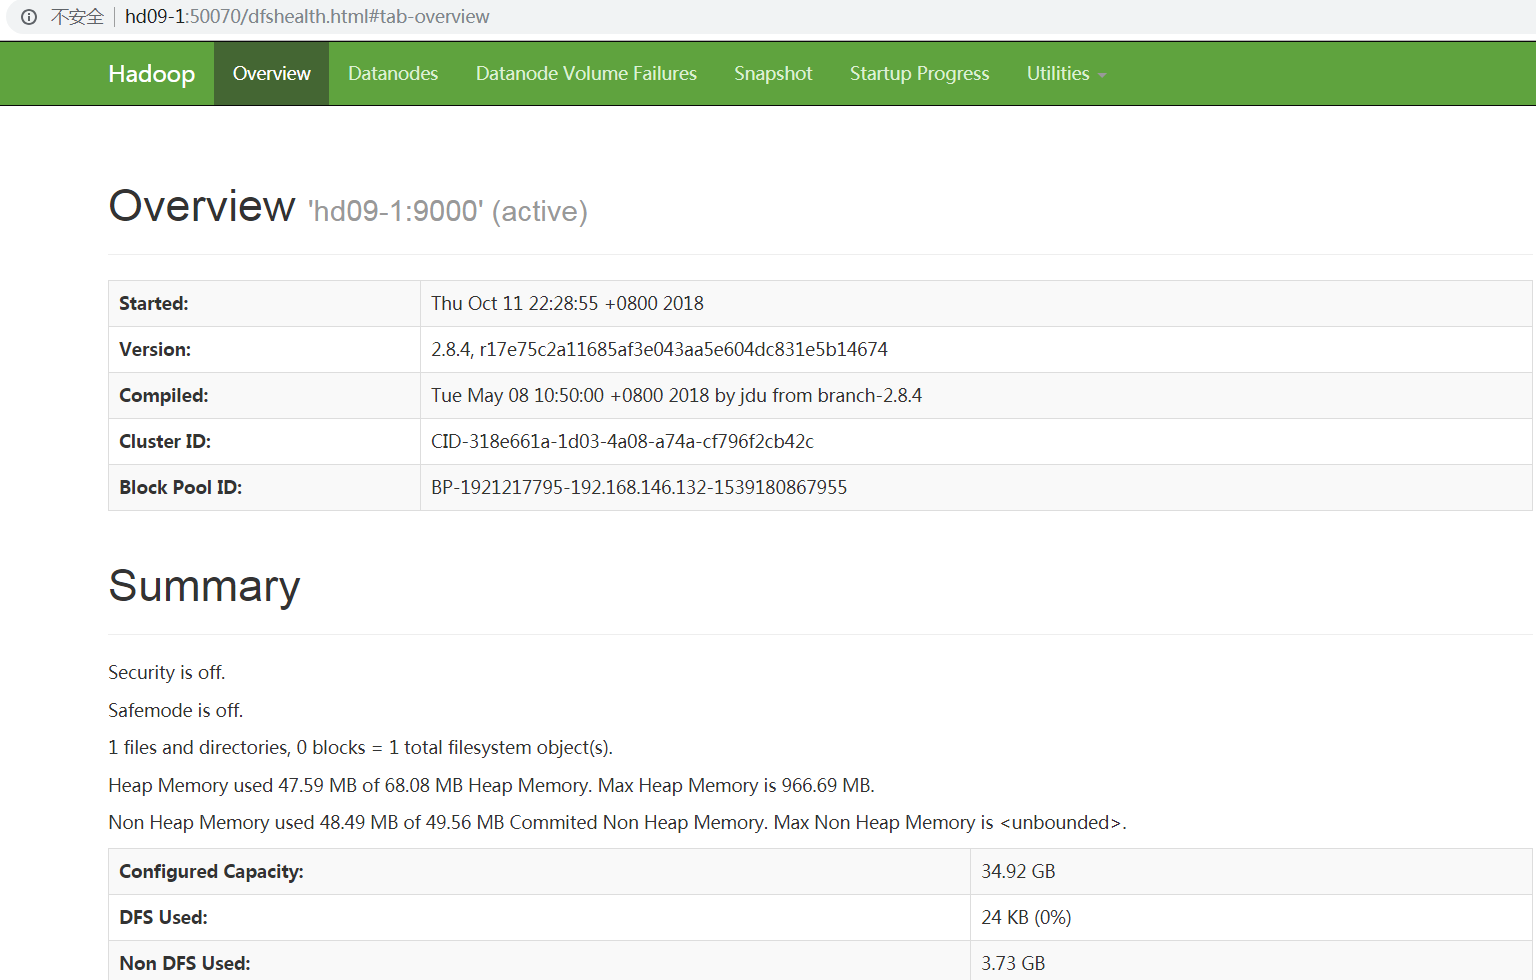 不安全 hd09-1:50070/dfshealth.html#tab-overview
Hadoop Overview Datanodes Datanode Volume Failures Snapshot Startup Progress Utilities
Overview 'hd09-1:9000' (active)
Started: Thu Oct 11 22:28:55 +0800 2018
Version: 2.8.4, r17e75c2a11685af3e043aa5e604dc831e5b14674
Compiled: Tue May 08 10:50:00 +0800 2018 by jdu from branch-2.8.4
Cluster ID: CID-318e661a-1d03-4a08-a74a-cf796f2cb42c
Block Pool ID: BP-1921217795-192.168.146.132-1539180867955
Summary
Security is off.
Safemode is off.
1 files and directories, 0 blocks = 1 total filesystem object(s).
Heap Memory used 47.59 MB of 68.08 MB Heap Memory. Max Heap Memory is 966.69 MB.
Non Heap Memory used 48.49 MB of 49.56 MB Commited Non Heap Memory. Max Non Heap Memory is <unbounded>.
Configured Capacity: 34.92 GB
DFS Used: 24 KB (0%)
Non DFS Used: 3.73 GB